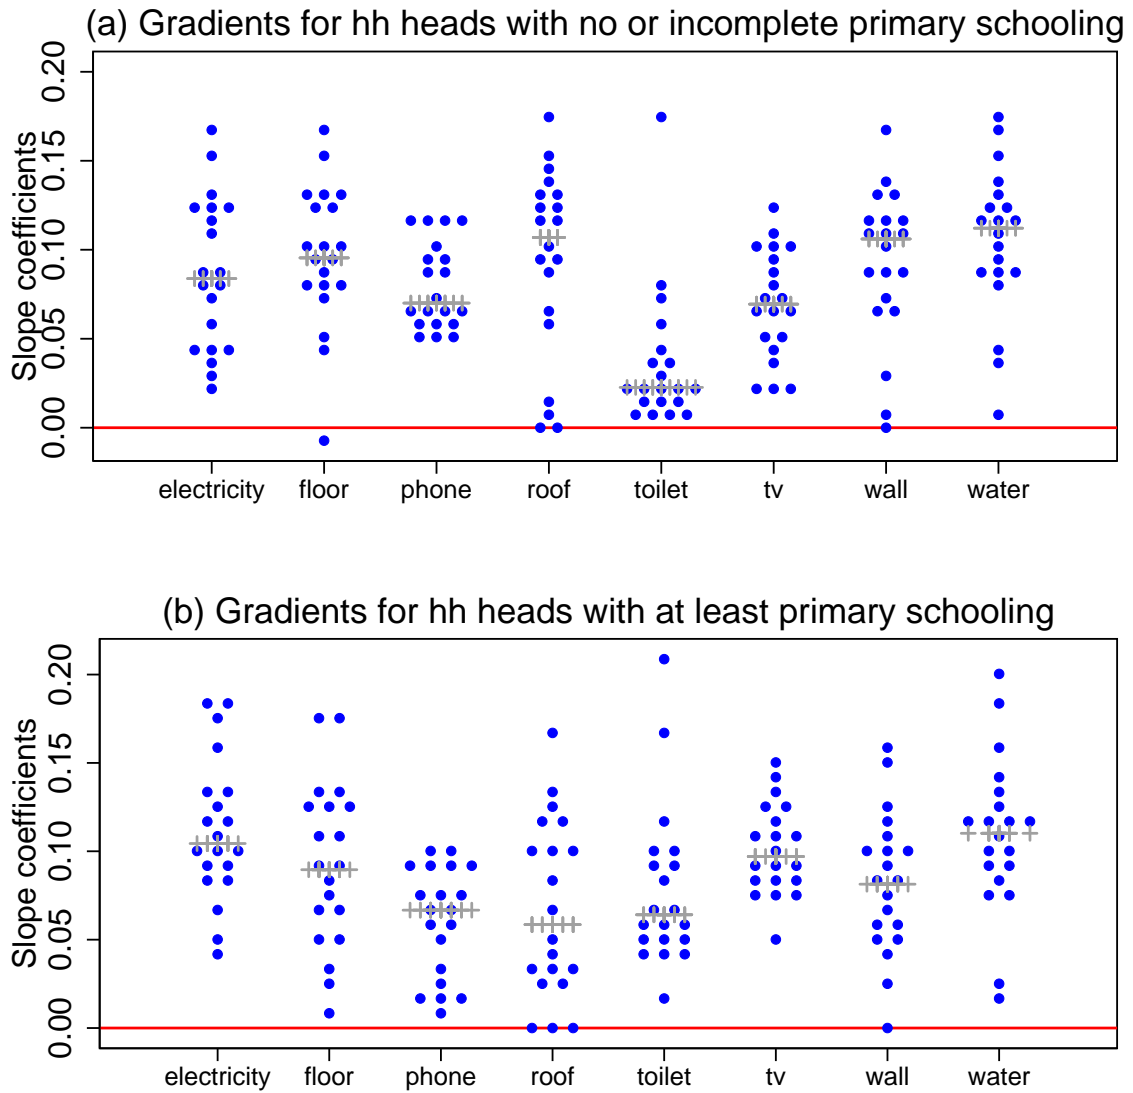 (a) Gradients for hh heads with no or incomplete primary schooling
Slope coefficients
0.20
0.15
0.10
0.05
0.00
electricity floor phone roof toilet tv wall water
(b) Gradients for hh heads with at least primary schooling
Slope coefficients
0.20
0.15
0.10
0.05
0.00
electricity floor phone roof toilet tv wall water